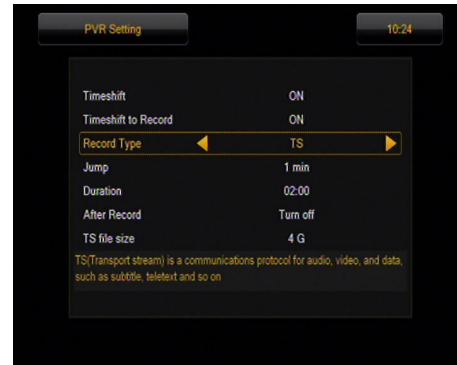 PVR Setting 10:24
Timeshift ON
Timeshift to Record ON
Record Type TS
Jump 1 min
Duration 02:00
After Record Turn off
TS file size 4 G
TS(Transport stream) is a communications protocol for audio, video, and data,
such as subtitle, teletext and so on